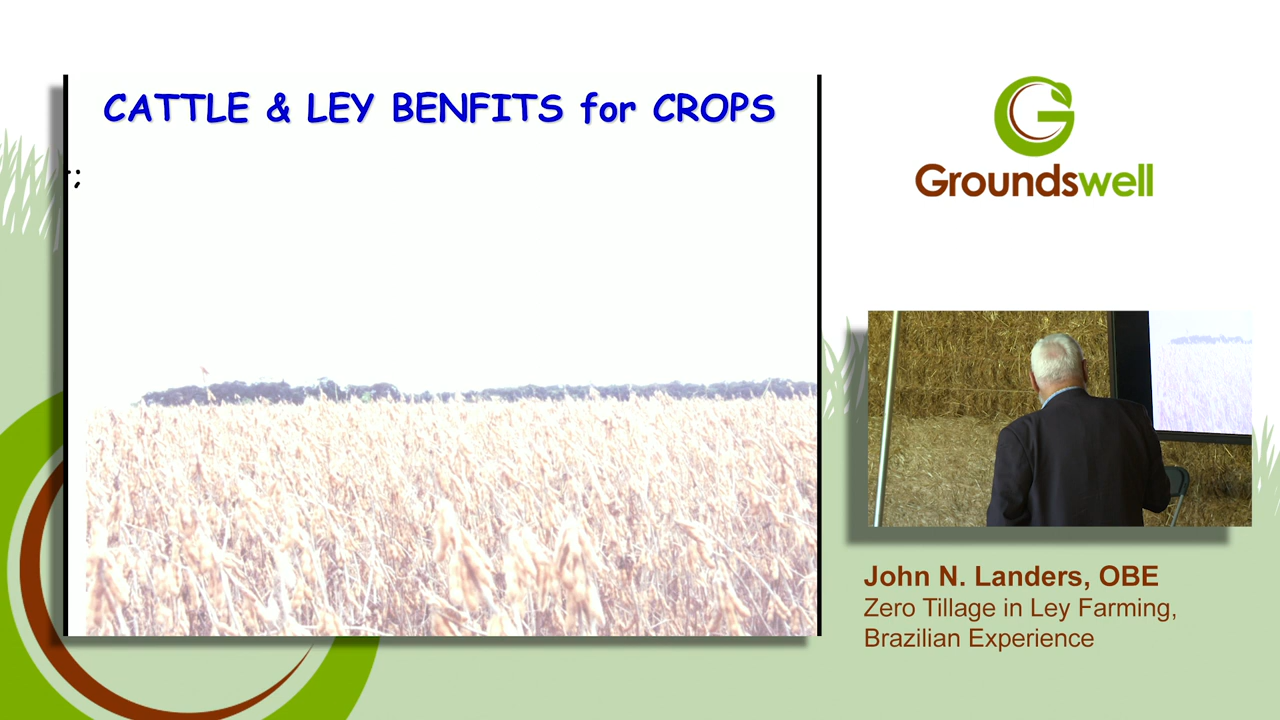 CATTLE & LEY BENFITS for CROPS
;
Groundswell
John N. Landers, OBE
Zero Tillage in Ley Farming,
Brazilian Experience